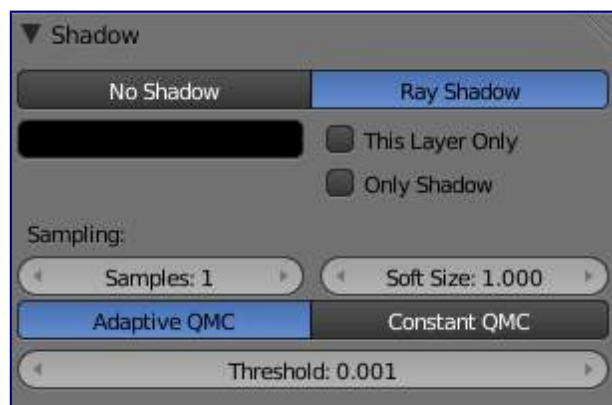 Shadow
No Shadow Ray Shadow
This Layer Only
Only Shadow
Sampling:
Samples: 1 Soft Size: 1.000
Adaptive QMC Constant QMC
Threshold: 0.001